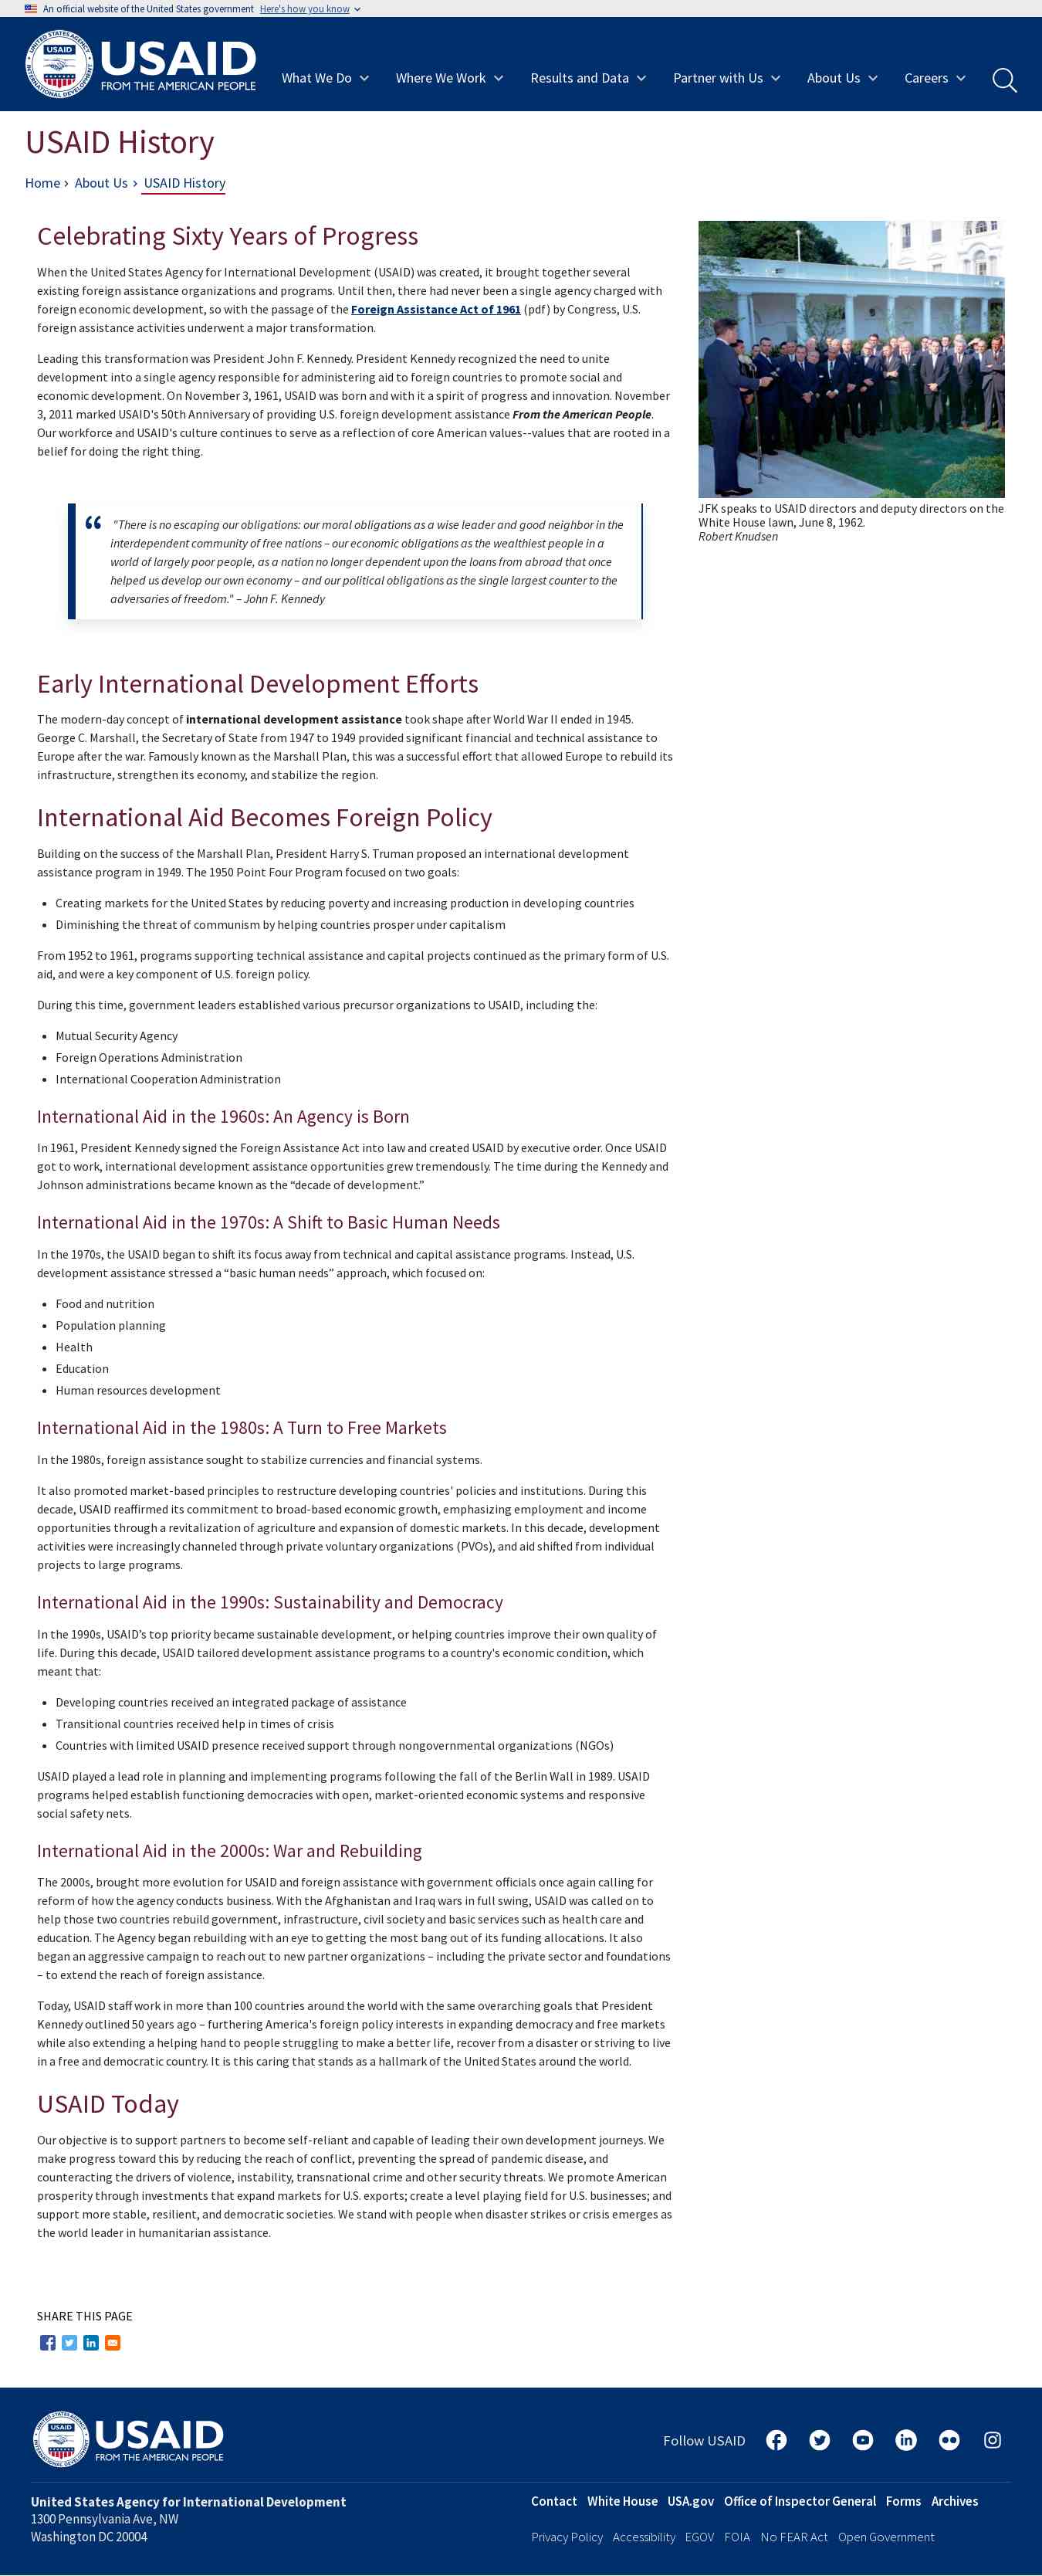 An official website of the United States government Here's how you know
USAID
FROM THE AMERICAN PEOPLE
What We Do
Where We Work
Results and Data
Partner with Us
About Us
Careers
USAID History
Home › About Us › USAID History
Celebrating Sixty Years of Progress
When the United States Agency for International Development (USAID) was created, it brought together several
existing foreign assistance organizations and programs. Until then, there had never been a single agency charged with
foreign economic development, so with the passage of the Foreign Assistance Act of 1961 (pdf) by Congress, U.S.
foreign assistance activities underwent a major transformation.
Leading this transformation was President John F. Kennedy. President Kennedy recognized the need to unite
development into a single agency responsible for administering aid to foreign countries to promote social and
economic development. On November 3, 1961, USAID was born and with it a spirit of progress and innovation. November
3, 2011 marked USAID's 50th Anniversary of providing U.S. foreign development assistance From the American People.
Our workforce and USAID's culture continues to serve as a reflection of core American values--values that are rooted in a
belief for doing the right thing.
JFK speaks to USAID directors and deputy directors on the
White House lawn, June 8, 1962.
Robert Knudsen
“ "There is no escaping our obligations: our moral obligations as a wise leader and good neighbor in the
interdependent community of free nations – our economic obligations as the wealthiest people in a
world of largely poor people, as a nation no longer dependent upon the loans from abroad that once
helped us develop our own economy – and our political obligations as the single largest counter to the
adversaries of freedom." – John F. Kennedy
Early International Development Efforts
The modern-day concept of international development assistance took shape after World War II ended in 1945.
George C. Marshall, the Secretary of State from 1947 to 1949 provided significant financial and technical assistance to
Europe after the war. Famously known as the Marshall Plan, this was a successful effort that allowed Europe to rebuild its
infrastructure, strengthen its economy, and stabilize the region.
International Aid Becomes Foreign Policy
Building on the success of the Marshall Plan, President Harry S. Truman proposed an international development
assistance program in 1949. The 1950 Point Four Program focused on two goals:
• Creating markets for the United States by reducing poverty and increasing production in developing countries
• Diminishing the threat of communism by helping countries prosper under capitalism
From 1952 to 1961, programs supporting technical assistance and capital projects continued as the primary form of U.S.
aid, and were a key component of U.S. foreign policy.
During this time, government leaders established various precursor organizations to USAID, including the:
• Mutual Security Agency
• Foreign Operations Administration
• International Cooperation Administration
International Aid in the 1960s: An Agency is Born
In 1961, President Kennedy signed the Foreign Assistance Act into law and created USAID by executive order. Once USAID
got to work, international development assistance opportunities grew tremendously. The time during the Kennedy and
Johnson administrations became known as the “decade of development.”
International Aid in the 1970s: A Shift to Basic Human Needs
In the 1970s, the USAID began to shift its focus away from technical and capital assistance programs. Instead, U.S.
development assistance stressed a “basic human needs” approach, which focused on:
• Food and nutrition
• Population planning
• Health
• Education
• Human resources development
International Aid in the 1980s: A Turn to Free Markets
In the 1980s, foreign assistance sought to stabilize currencies and financial systems.
It also promoted market-based principles to restructure developing countries' policies and institutions. During this
decade, USAID reaffirmed its commitment to broad-based economic growth, emphasizing employment and income
opportunities through a revitalization of agriculture and expansion of domestic markets. In this decade, development
activities were increasingly channeled through private voluntary organizations (PVOs), and aid shifted from individual
projects to large programs.
International Aid in the 1990s: Sustainability and Democracy
In the 1990s, USAID’s top priority became sustainable development, or helping countries improve their own quality of
life. During this decade, USAID tailored development assistance programs to a country's economic condition, which
meant that:
• Developing countries received an integrated package of assistance
• Transitional countries received help in times of crisis
• Countries with limited USAID presence received support through nongovernmental organizations (NGOs)
USAID played a lead role in planning and implementing programs following the fall of the Berlin Wall in 1989. USAID
programs helped establish functioning democracies with open, market-oriented economic systems and responsive
social safety nets.
International Aid in the 2000s: War and Rebuilding
The 2000s, brought more evolution for USAID and foreign assistance with government officials once again calling for
reform of how the agency conducts business. With the Afghanistan and Iraq wars in full swing, USAID was called on to
help those two countries rebuild government, infrastructure, civil society and basic services such as health care and
education. The Agency began rebuilding with an eye to getting the most bang out of its funding allocations. It also
began an aggressive campaign to reach out to new partner organizations – including the private sector and foundations
– to extend the reach of foreign assistance.
Today, USAID staff work in more than 100 countries around the world with the same overarching goals that President
Kennedy outlined 50 years ago – furthering America's foreign policy interests in expanding democracy and free markets
while also extending a helping hand to people struggling to make a better life, recover from a disaster or striving to live
in a free and democratic country. It is this caring that stands as a hallmark of the United States around the world.
USAID Today
Our objective is to support partners to become self-reliant and capable of leading their own development journeys. We
make progress toward this by reducing the reach of conflict, preventing the spread of pandemic disease, and
counteracting the drivers of violence, instability, transnational crime and other security threats. We promote American
prosperity through investments that expand markets for U.S. exports; create a level playing field for U.S. businesses; and
support more stable, resilient, and democratic societies. We stand with people when disaster strikes or crisis emerges as
the world leader in humanitarian assistance.
SHARE THIS PAGE
USAID
FROM THE AMERICAN PEOPLE
Follow USAID
United States Agency for International Development
1300 Pennsylvania Ave, NW
Washington DC 20004
Contact White House USA.gov Office of Inspector General Forms Archives
Privacy Policy Accessibility EGOV FOIA No FEAR Act Open Government